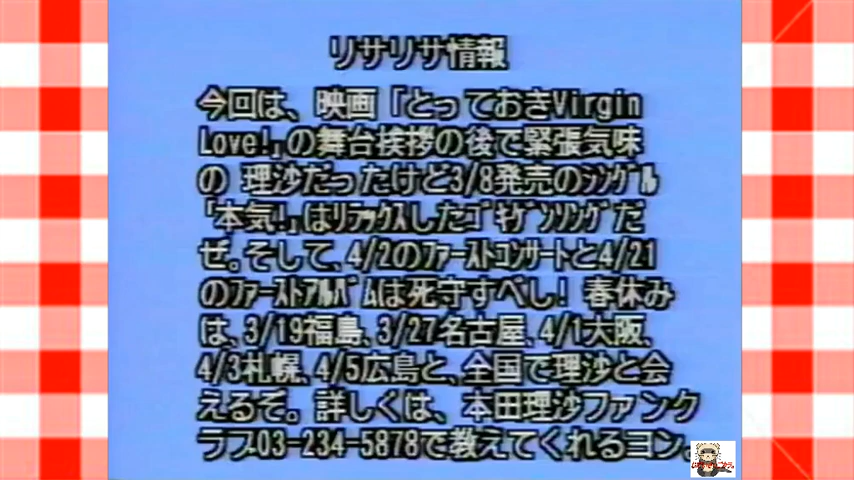 リサリサ情報
今回は、映画「とっておきVirgin
Love!」の舞台挨拶の後で緊張気味
の 理沙だったけど3/8発売のｼﾝｸﾞﾙ
「本気!」はﾘﾗｯｸｽしたｺﾞｷｹﾞﾝｿﾝｸﾞだ
ぜ。そして、4/2のﾌｧｰｽﾄｺﾝｻｰﾄと4/21
のﾌｧｰｽﾄｱﾙﾊﾞﾑは死守すべし! 春休み
は、3/19福島、3/27名古屋、4/1大阪、
4/3札幌、4/5広島と、全国で理沙と会
えるぞ。詳しくは、本田理沙ファンク
ラブ03-234-5878で教えてくれるヨン。